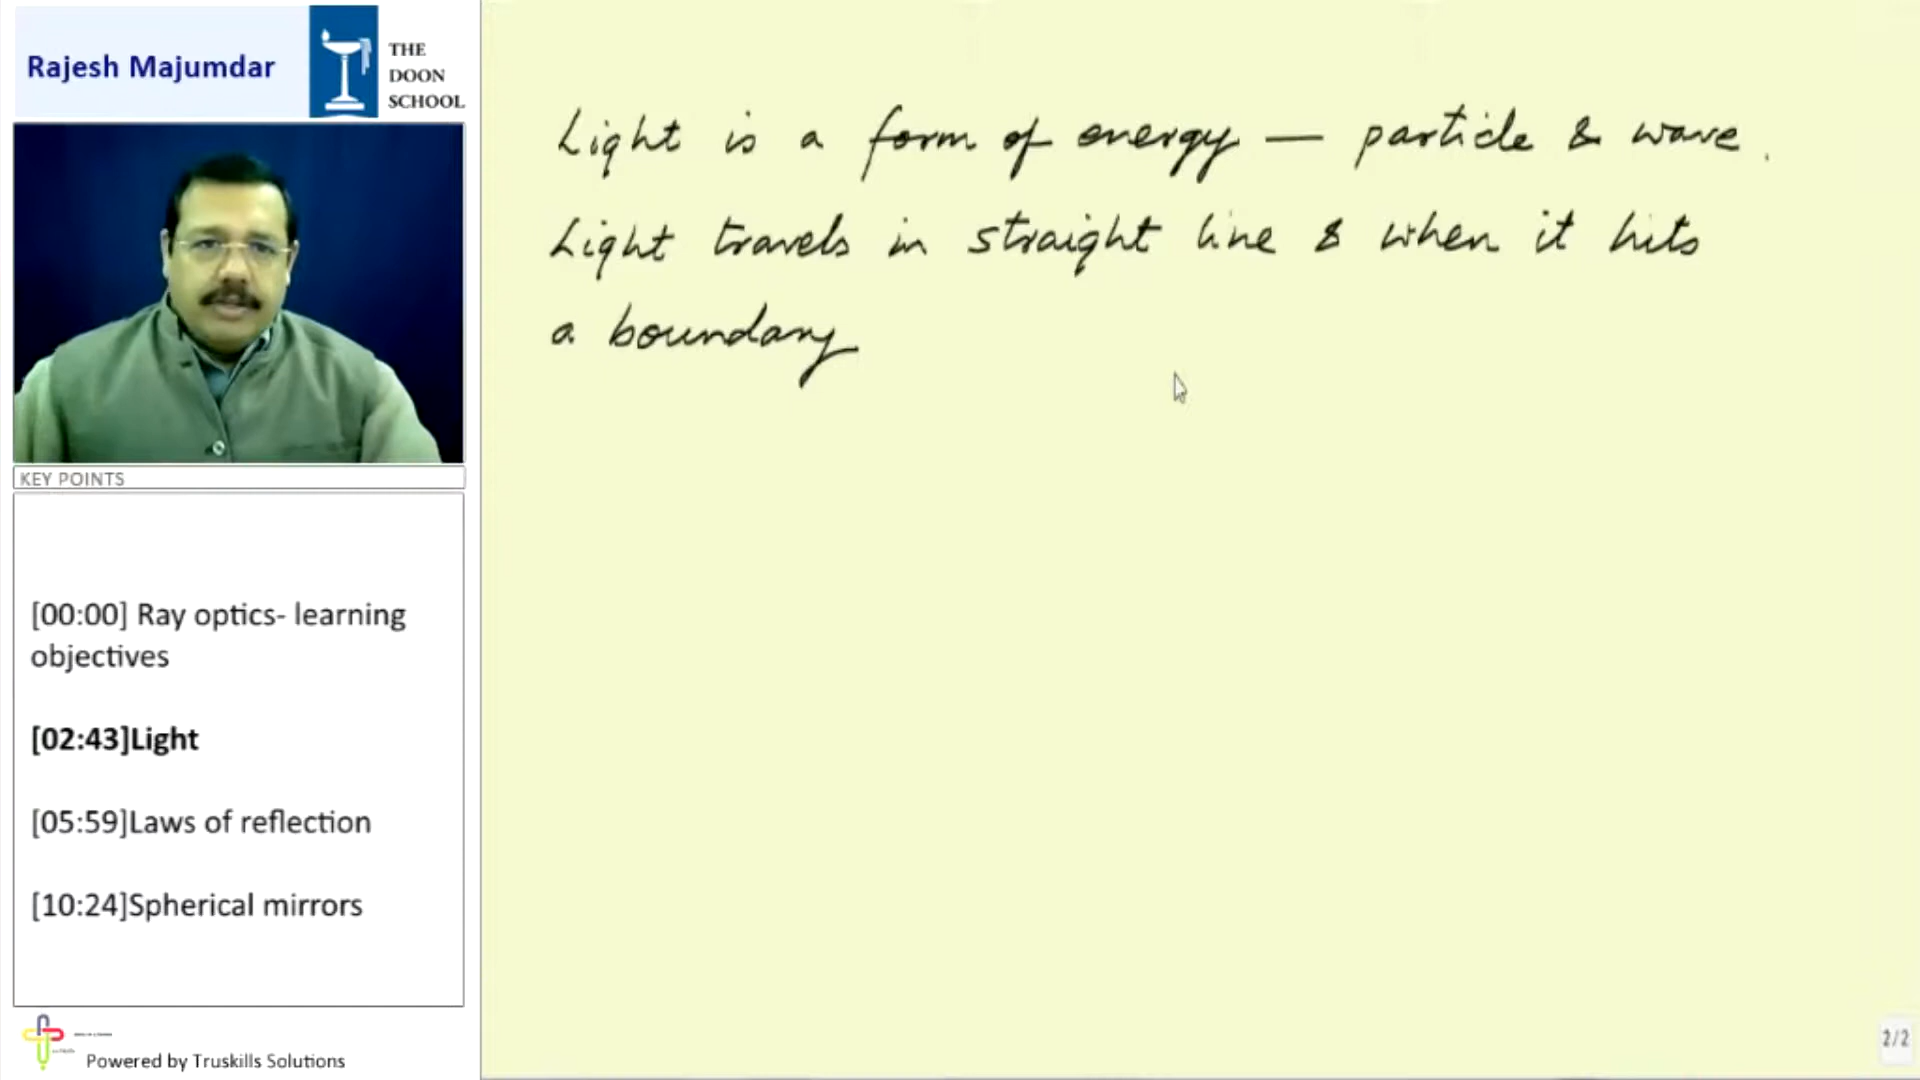 Rajesh Majumdar
THE
DOON
SCHOOL
KEY POINTS
[00:00] Ray optics- learning
objectives
[02:43]Light
[05:59]Laws of reflection
[10:24]Spherical mirrors
Powered by Truskills Solutions
Light is a form of energy — particle & wave.
Light travels in straight line & when it hits
a boundary
2/2